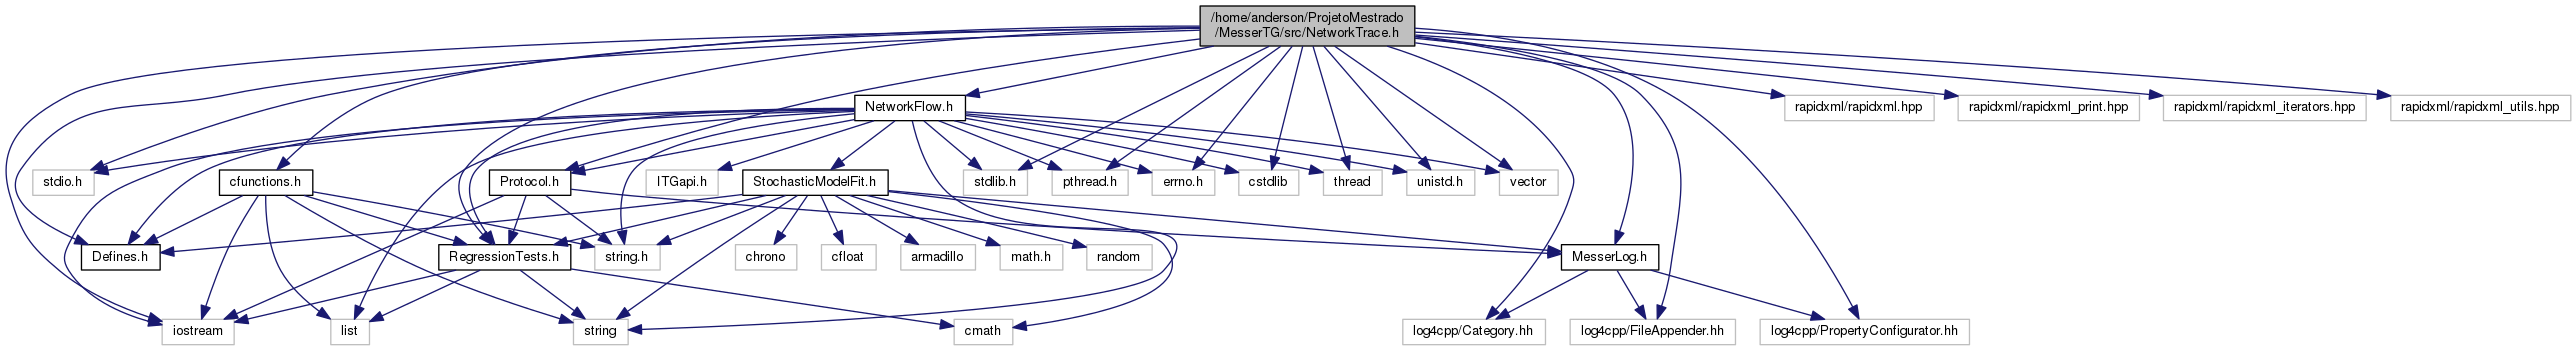 /home/anderson/ProjetoMestrado
/MesserTG/src/NetworkTrace.h
NetworkFlow.h
rapidxml/rapidxml.hpp
rapidxml/rapidxml_print.hpp
rapidxml/rapidxml_iterators.hpp
rapidxml/rapidxml_utils.hpp
stdio.h
cfunctions.h
Protocol.h
ITGapi.h
StochasticModelFit.h
stdlib.h
pthread.h
errno.h
cstdlib
thread
unistd.h
vector
Defines.h
RegressionTests.h
string.h
chrono
cfloat
armadillo
math.h
random
MesserLog.h
iostream
list
string
cmath
log4cpp/Category.hh
log4cpp/FileAppender.hh
log4cpp/PropertyConfigurator.hh